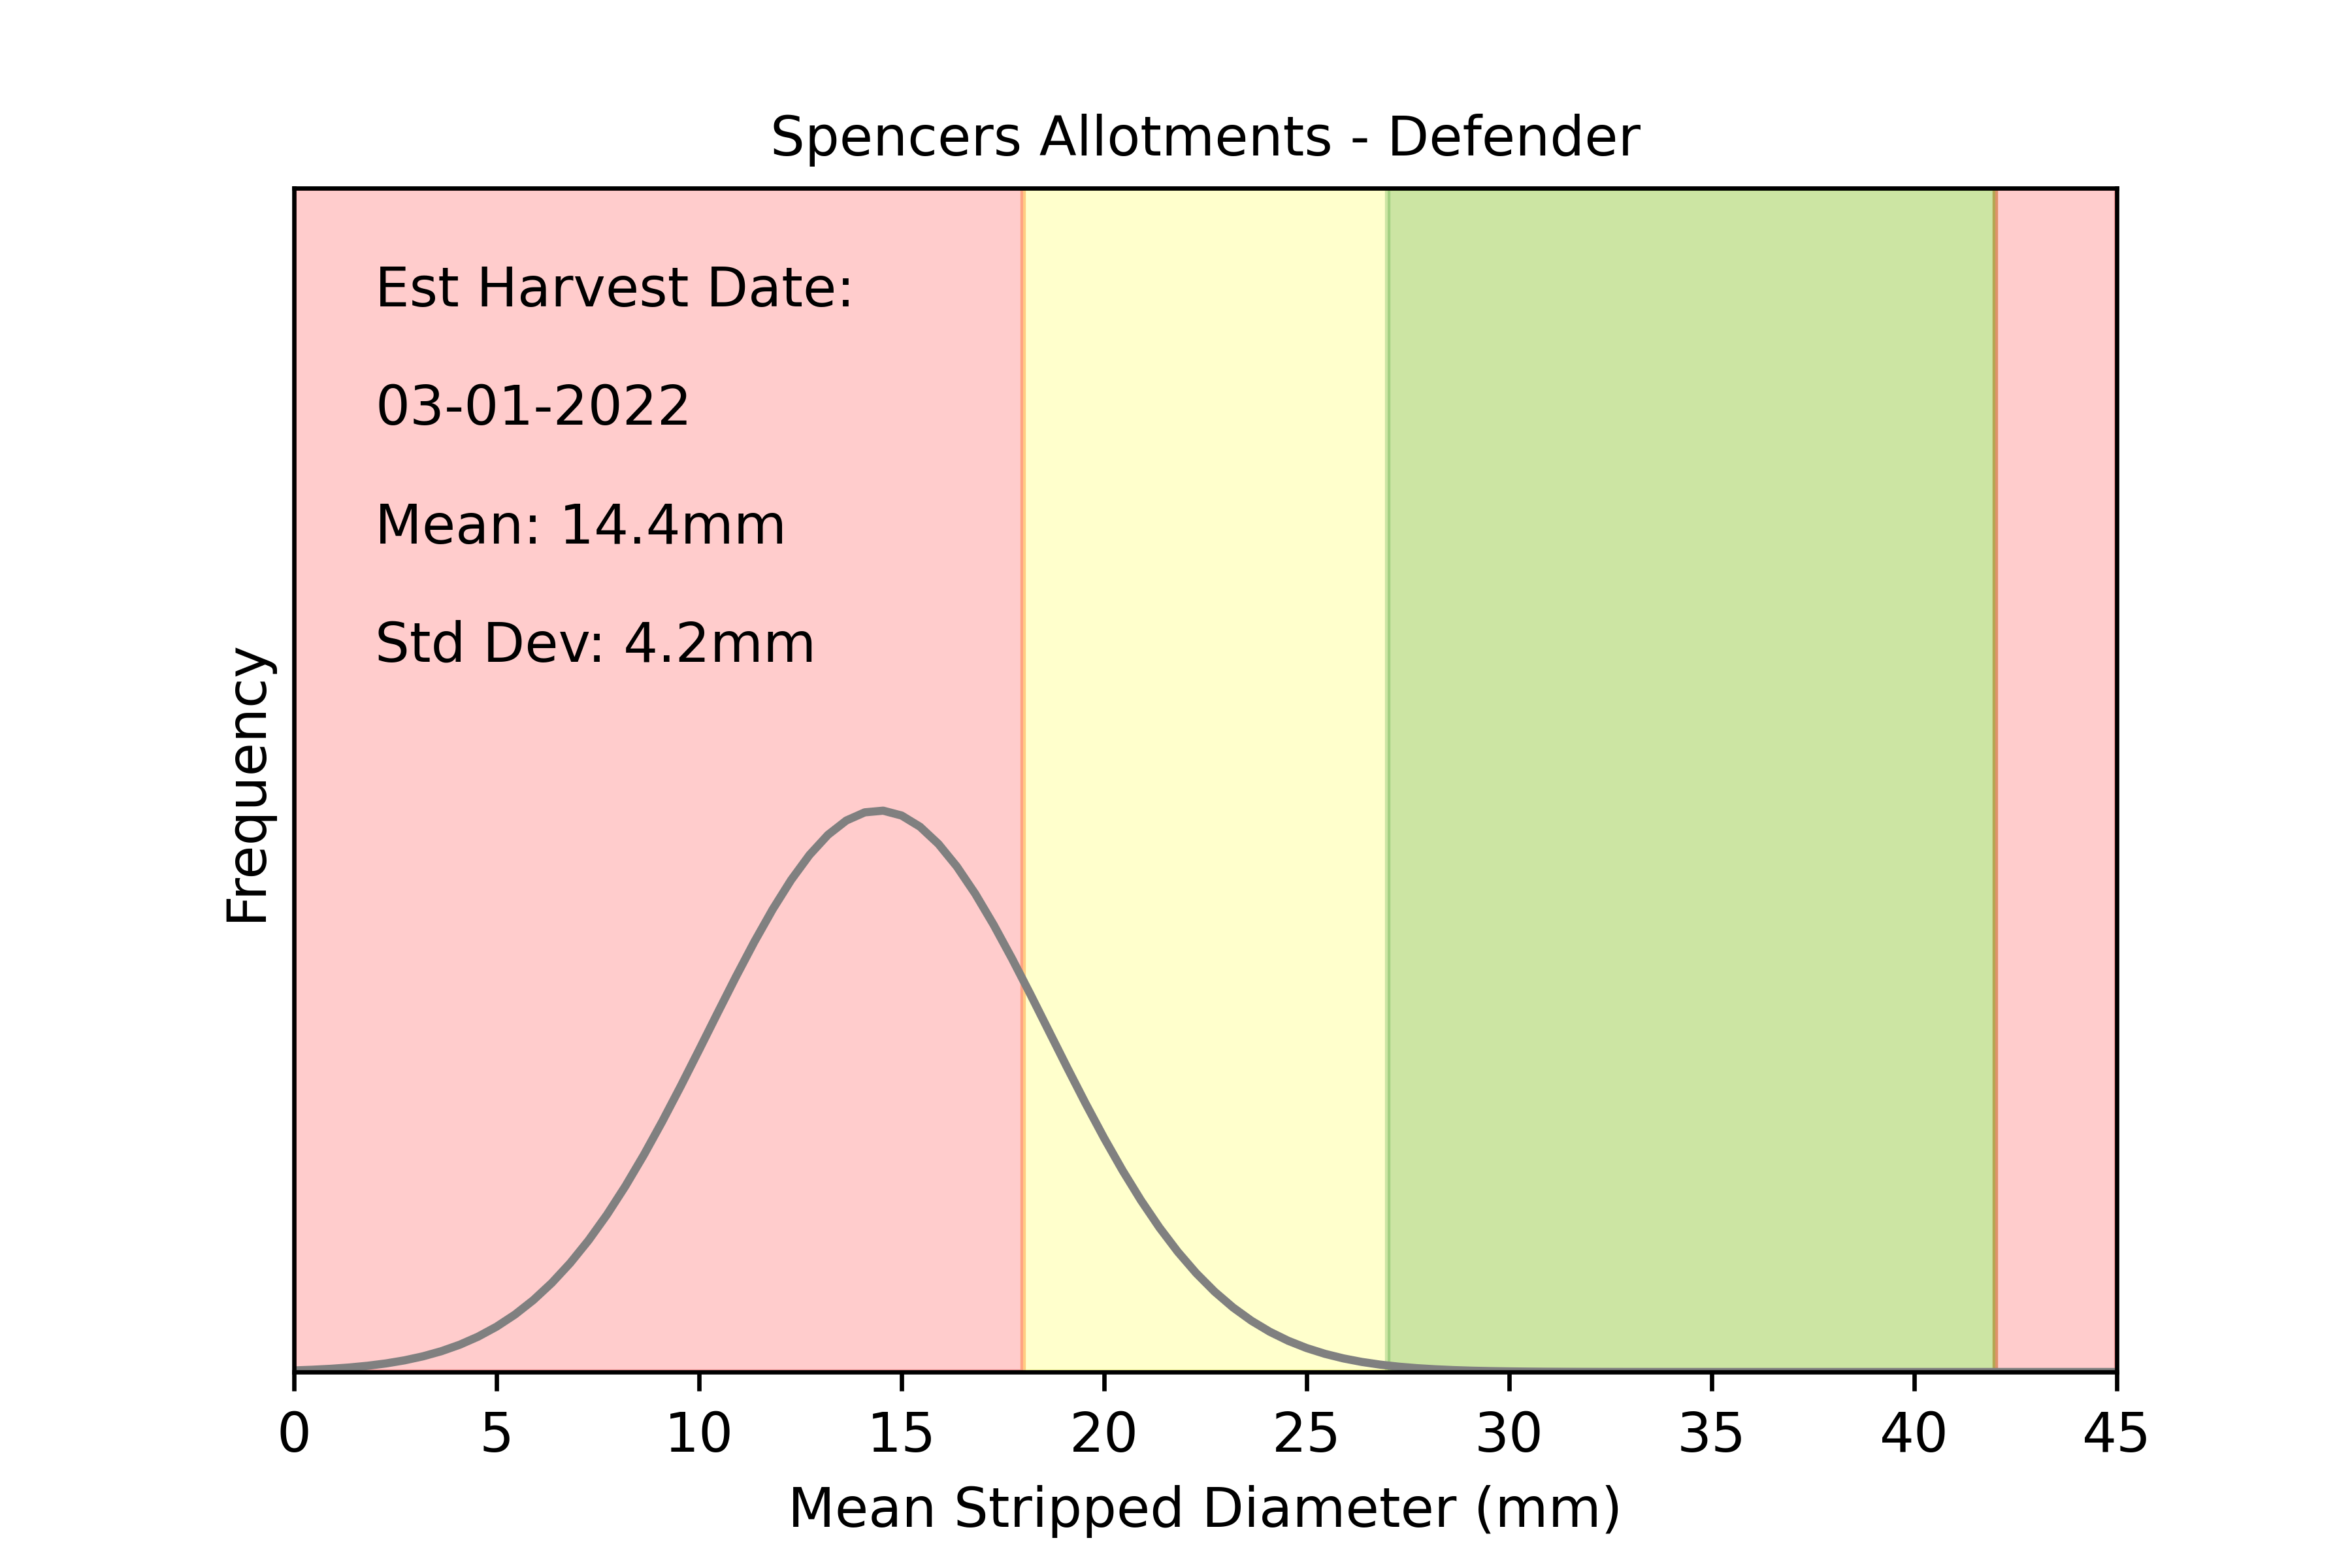 Spencers Allotments - Defender
Est Harvest Date:
03-01-2022
Mean: 14.4mm
Std Dev: 4.2mm
Frequency
0 5 10 15 20 25 30 35 40 45
Mean Stripped Diameter (mm)